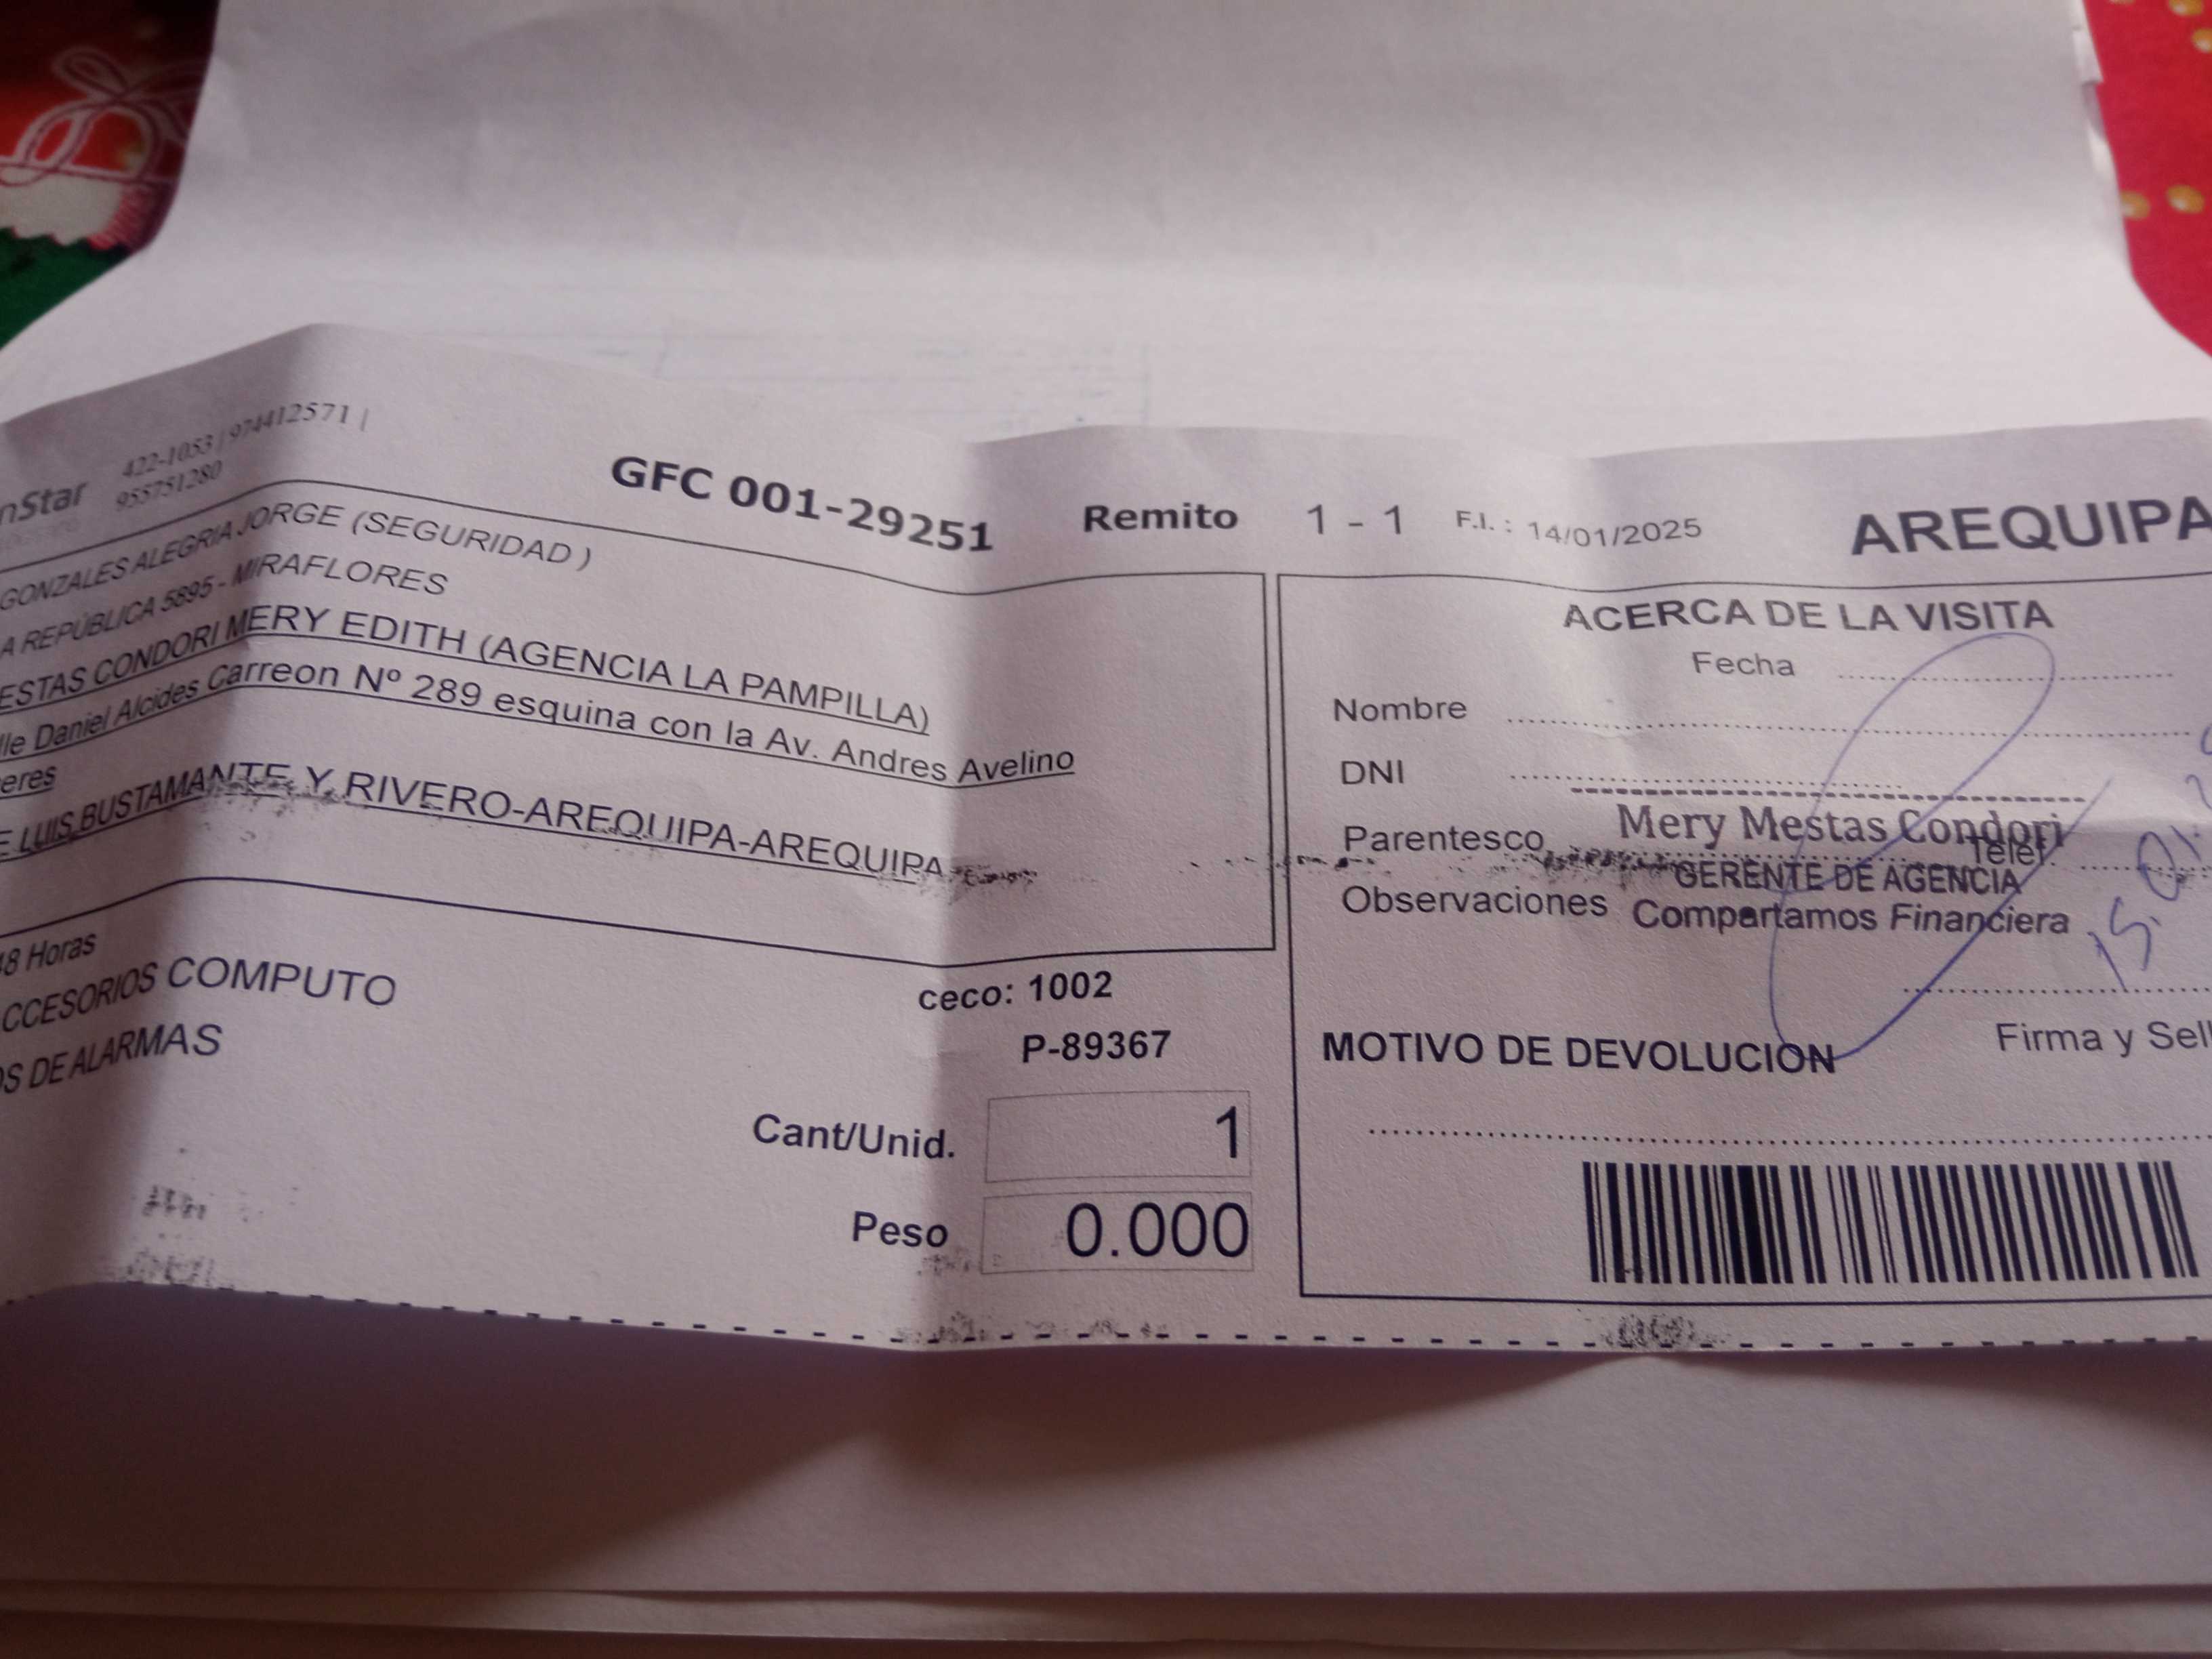 nStar 422-1053 | 974412571 |
955751280
GFC 001-29251 Remito 1 - 1 F.I. : 14/01/2025 AREQUIPA
GONZALES ALEGRIA JORGE (SEGURIDAD )
A REPÚBLICA 5895 - MIRAFLORES
ESTAS CONDORI MERY EDITH (AGENCIA LA PAMPILLA)
lle Daniel Alcides Carreon Nº 289 esquina con la Av. Andres Avelino
eres
E LUIS BUSTAMANTE Y RIVERO-AREQUIPA-AREQUIPA
48 Horas
CCESORIOS COMPUTO
OS DE ALARMAS
ceco: 1002
P-89367
Cant/Unid. 1
Peso 0.000
ACERCA DE LA VISITA
Fecha
Nombre
DNI
Mery Mestas Condori
Parentesco Telef.
GERENTE DE AGENCIA
Observaciones Compartamos Financiera
15.01.
Firma y Sell
MOTIVO DE DEVOLUCION